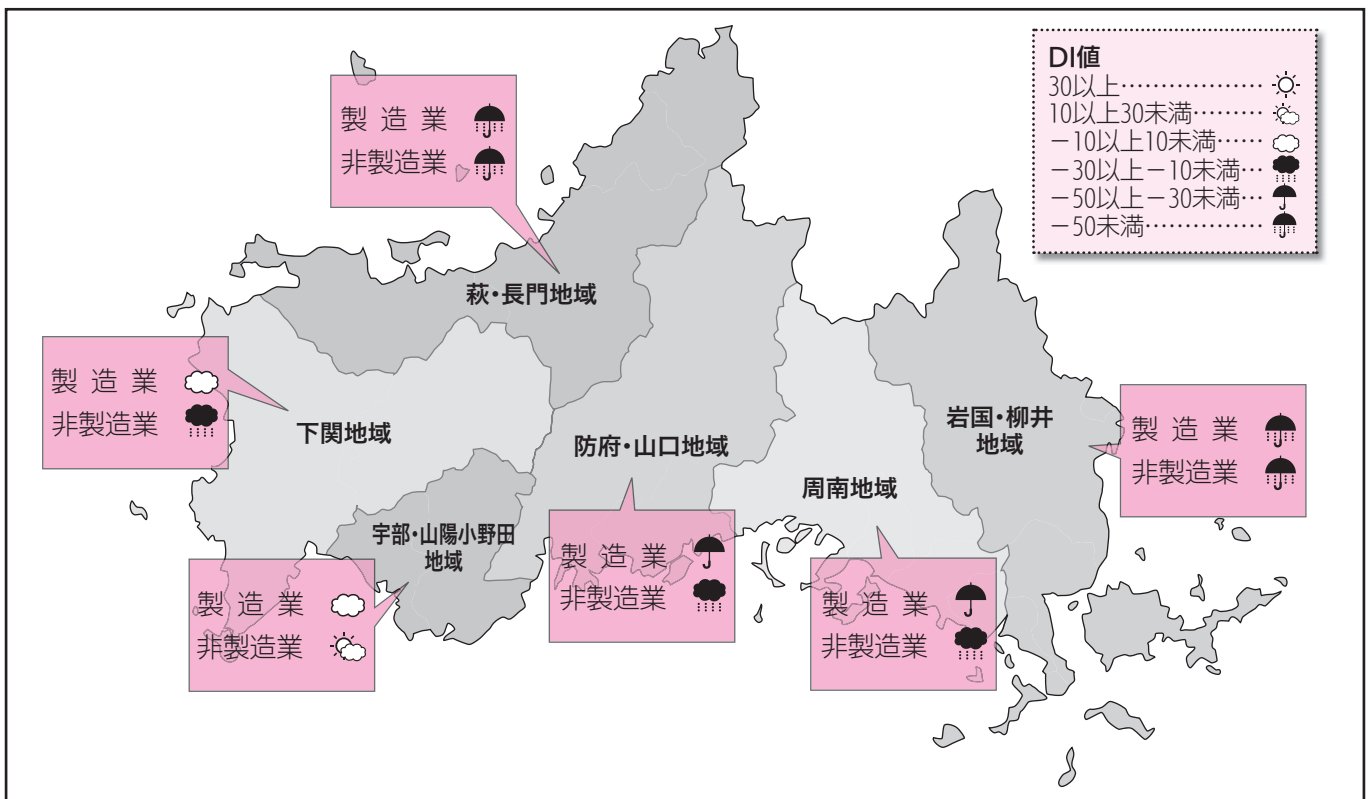 DI値
30以上………………
10以上30未満………
−10以上10未満……
−30以上−10未満…
−50以上−30未満…
−50未満……………
製造業
非製造業
萩・長門地域
製造業
非製造業
下関地域
防府・山口地域
岩国・柳井
地域
製造業
非製造業
周南地域
宇部・山陽小野田
地域
製造業
非製造業
製造業
非製造業
製造業
非製造業